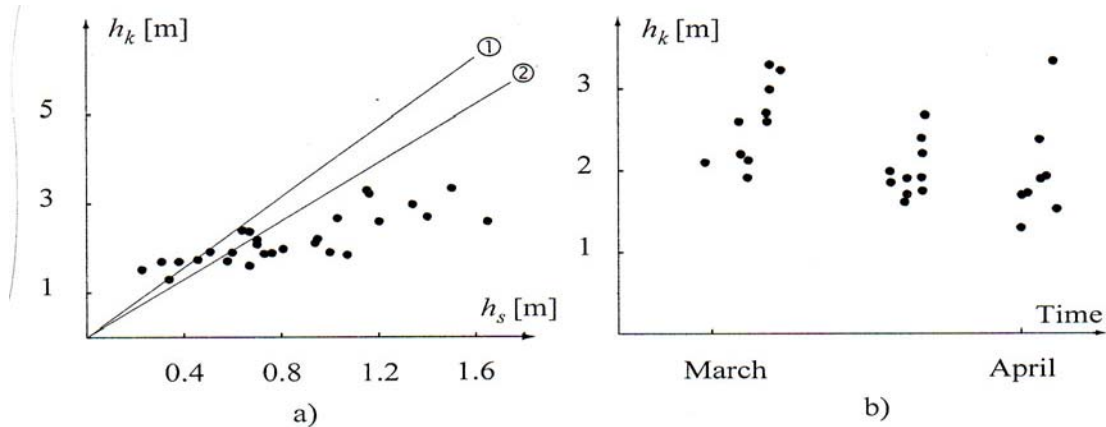 h_k [m]
①
②
5
3
1
h_s [m]
0.4 0.8 1.2 1.6
a)
h_k [m]
3
2
1
Time
March April
b)